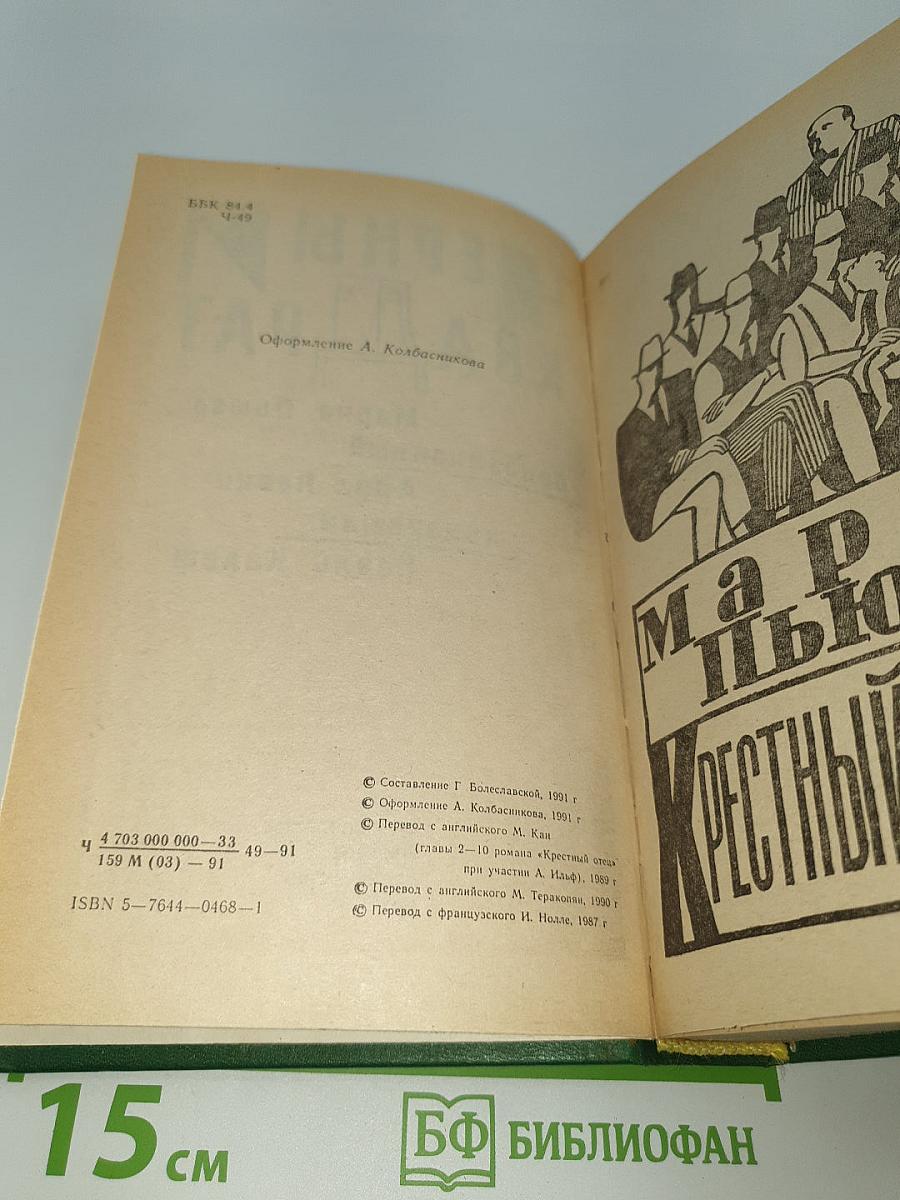 ББК 84.4
Ч-49
Оформление А. Колбасникова
© Составление Г Болеславской, 1991 г
© Оформление А. Колбасникова, 1991 г
© Перевод с английского М. Кан
(главы 2—10 романа «Крестный отец»
при участии А. Ильф), 1989 г
© Перевод с английского М. Теракопян, 1990 г
© Перевод с французского И. Нолле, 1987 г
Ч 4 703 000 000—33 49—91
159 М (03) — 91
ISBN 5—7644—0468—1
Мар
Пью
Крестный
15 см
БФ БИБЛИОФАН